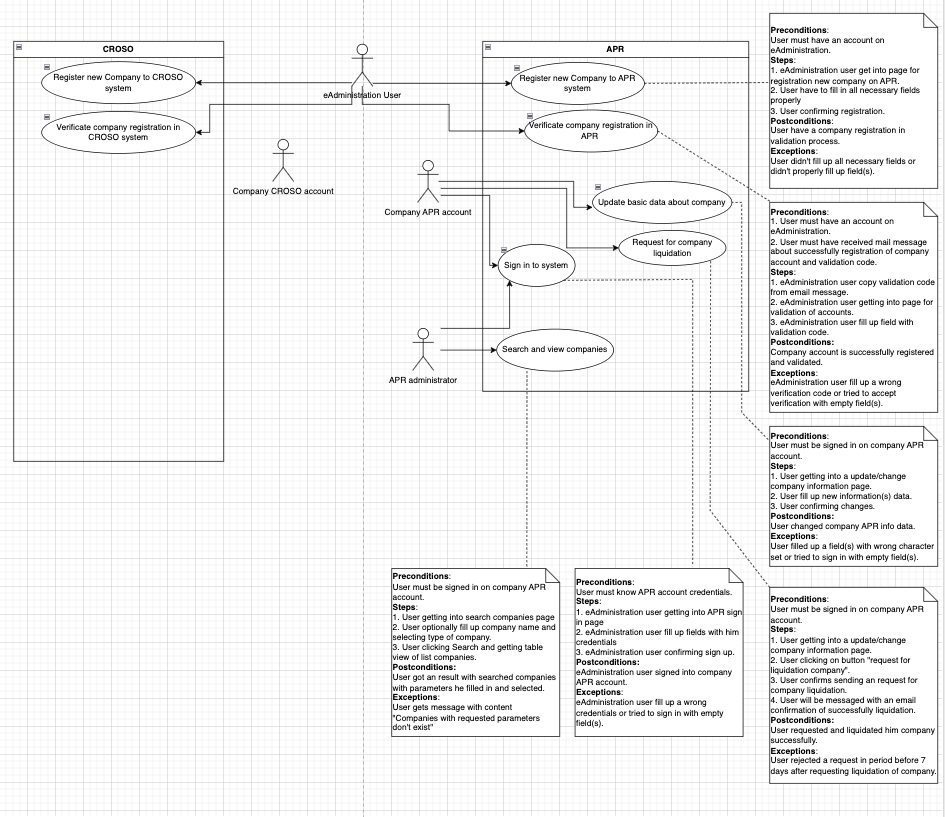 CROSO
Register new Company to CROSO
system
Verificate company registration in
CROSO system
eAdministration User
Company CROSO account
Company APR account
APR administrator
APR
Register new Company to APR
system
Verificate company registration in
APR
Update basic data about company
Request for company
liquidation
Sign in to system
Search and view companies
Preconditions:
User must have an account on
eAdministration.
Steps:
1. eAdministration user get into page for
registration new company on APR.
2. User have to fill in all necessary fields
properly
3. User confirming registration.
Postconditions:
User have a company registration in
validation process.
Exceptions:
User didn't fill up all necessary fields or
didn't properly fill up field(s).
Preconditions:
1. User must have an account on
eAdministration.
2. User must have received mail message
about successfully registration of company
account and validation code.
Steps:
1. eAdministration user copy validation code
from email message.
2. eAdministration user getting into page for
validation of accounts.
3. eAdministration user fill up field with
validation code.
Postconditions:
Company account is successfully registered
and validated.
Exceptions:
eAdministration user fill up a wrong
verification code or tried to accept
verification with empty field(s).
Preconditions:
User must be signed in on company APR
account.
Steps:
1. User getting into a update/change
company information page.
2. User fill up new information(s) data.
3. User confirming changes.
Postconditions:
User changed company APR info data.
Exceptions:
User filled up a field(s) with wrong character
set or tried to sign in with empty field(s).
Preconditions:
User must be signed in on company APR
account.
Steps:
1. User getting into search companies page
2. User optionally fill up company name and
selecting type of company.
3. User clicking Search and getting table
view of list companies.
Postconditions:
User got an result with searched companies
with parameters he filled in and selected.
Exceptions:
User gets message with content
"Companies with requested parameters
don't exist"
Preconditions:
User must know APR account credentials.
Steps:
1. eAdministration user getting into APR sign
in page
2. eAdministration user fill up fields with him
credentials
3. eAdministration user confirming sign up.
Postconditions:
eAdministration user signed into company
APR account.
Exceptions:
eAdministration user fill up a wrong
credentials or tried to sign in with empty
field(s).
Preconditions:
User must be signed in on company APR
account.
Steps:
1. User getting into a update/change
company information page.
2. User clicking on button "request for
liquidation company".
3. User confirms sending an request for
company liquidation.
4. User will be messaged with an email
confirmation of successfully liquidation.
Postconditions:
User requested and liquidated him company
successfully.
Exceptions:
User rejected a request in period before 7
days after requesting liquidation of company.